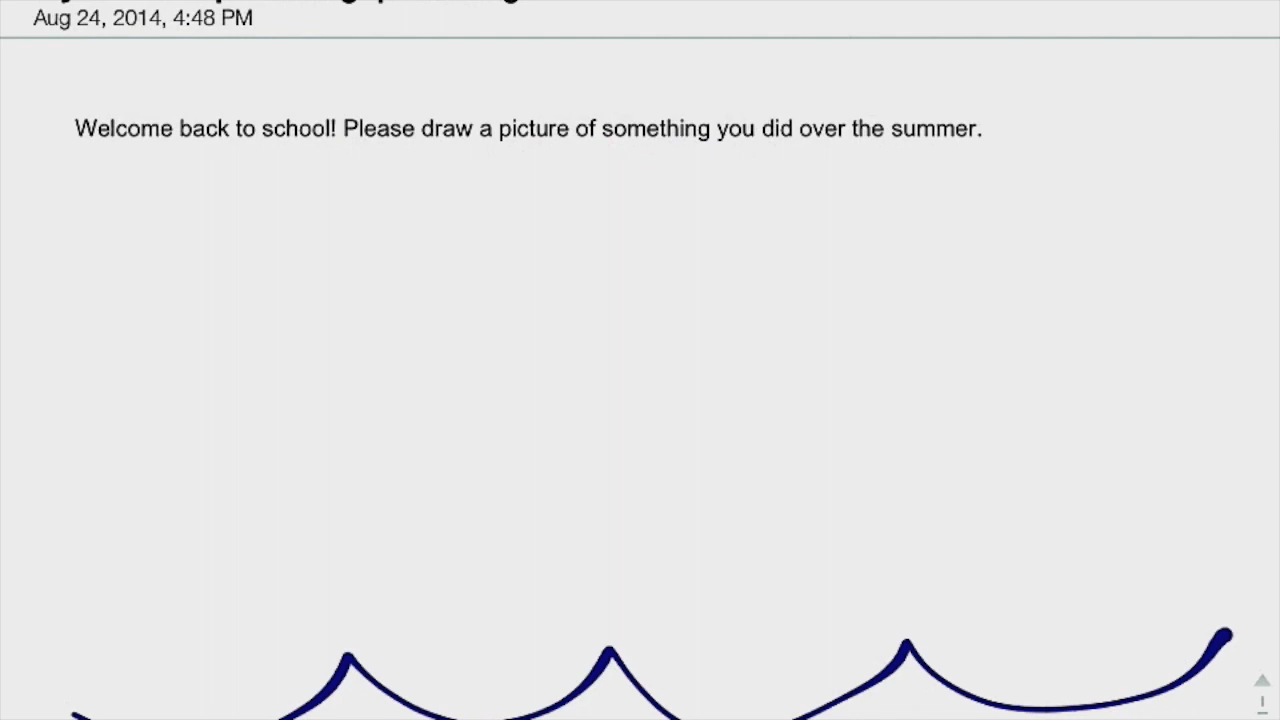 Aug 24, 2014, 4:48 PM
Welcome back to school! Please draw a picture of something you did over the summer.